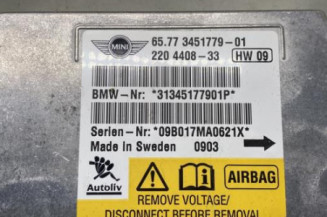 MINI
65.77 3451779-01
220 4408-33 HW 09
BMW-Nr: *31345177901P*
Serien-Nr: *09B017MA0621X*
Made in Sweden 0903
Autoliv
AIRBAG
REMOVE VOLTAGE/
DISCONNECT BEFORE REMOVAL